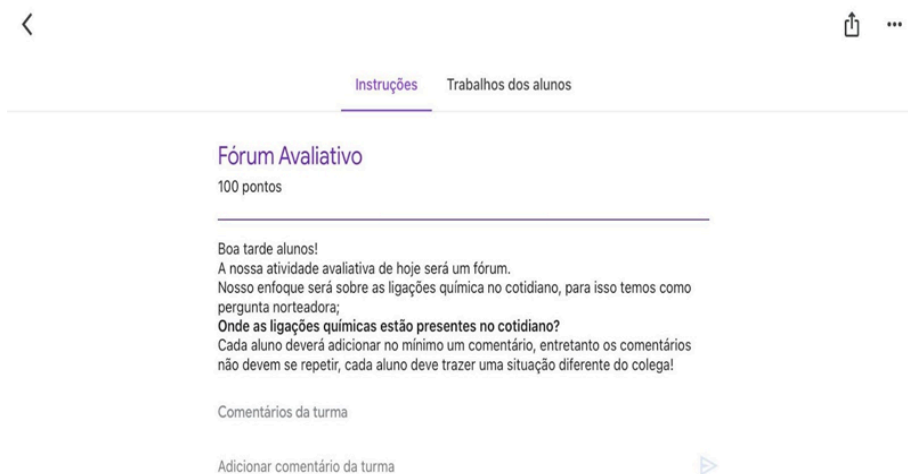 Instruções Trabalhos dos alunos
Fórum Avaliativo
100 pontos
Boa tarde alunos!
A nossa atividade avaliativa de hoje será um fórum.
Nosso enfoque será sobre as ligações química no cotidiano, para isso temos como
pergunta norteadora;
Onde as ligações químicas estão presentes no cotidiano?
Cada aluno deverá adicionar no mínimo um comentário, entretanto os comentários
não devem se repetir, cada aluno deve trazer uma situação diferente do colega!
Comentários da turma
Adicionar comentário da turma